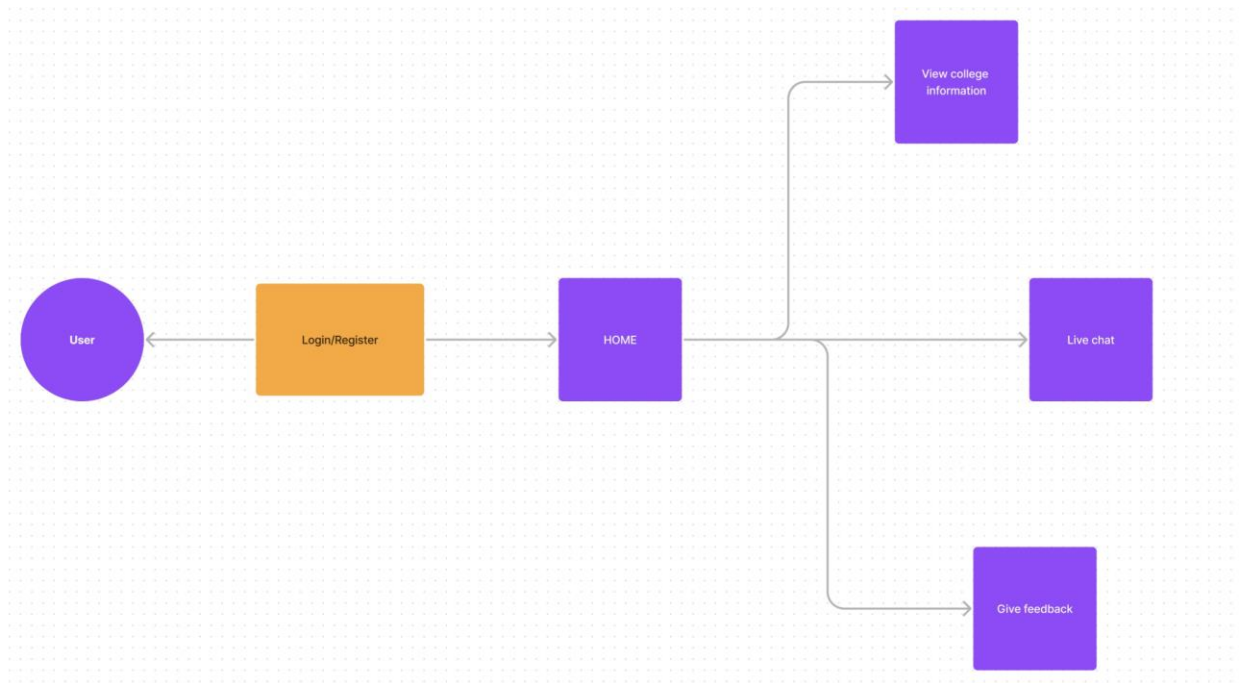 View college
information
User
Login/Register
HOME
Live chat
Give feedback